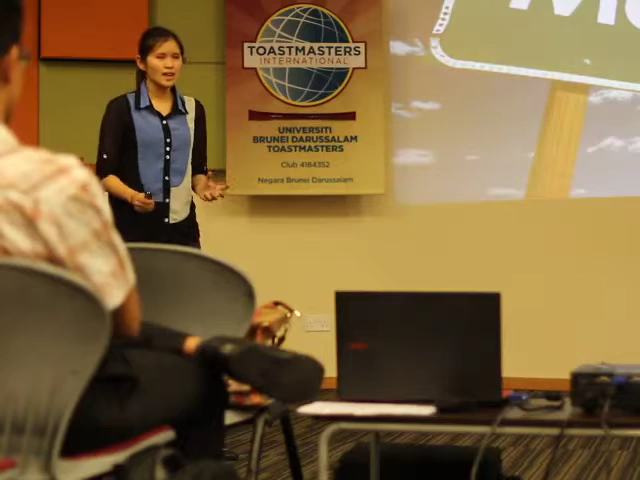 TOASTMASTERS
INTERNATIONAL
UNIVERSITI
BRUNEI DARUSSALAM
TOASTMASTERS
Club 4184352
Negara Brunei Darussalam